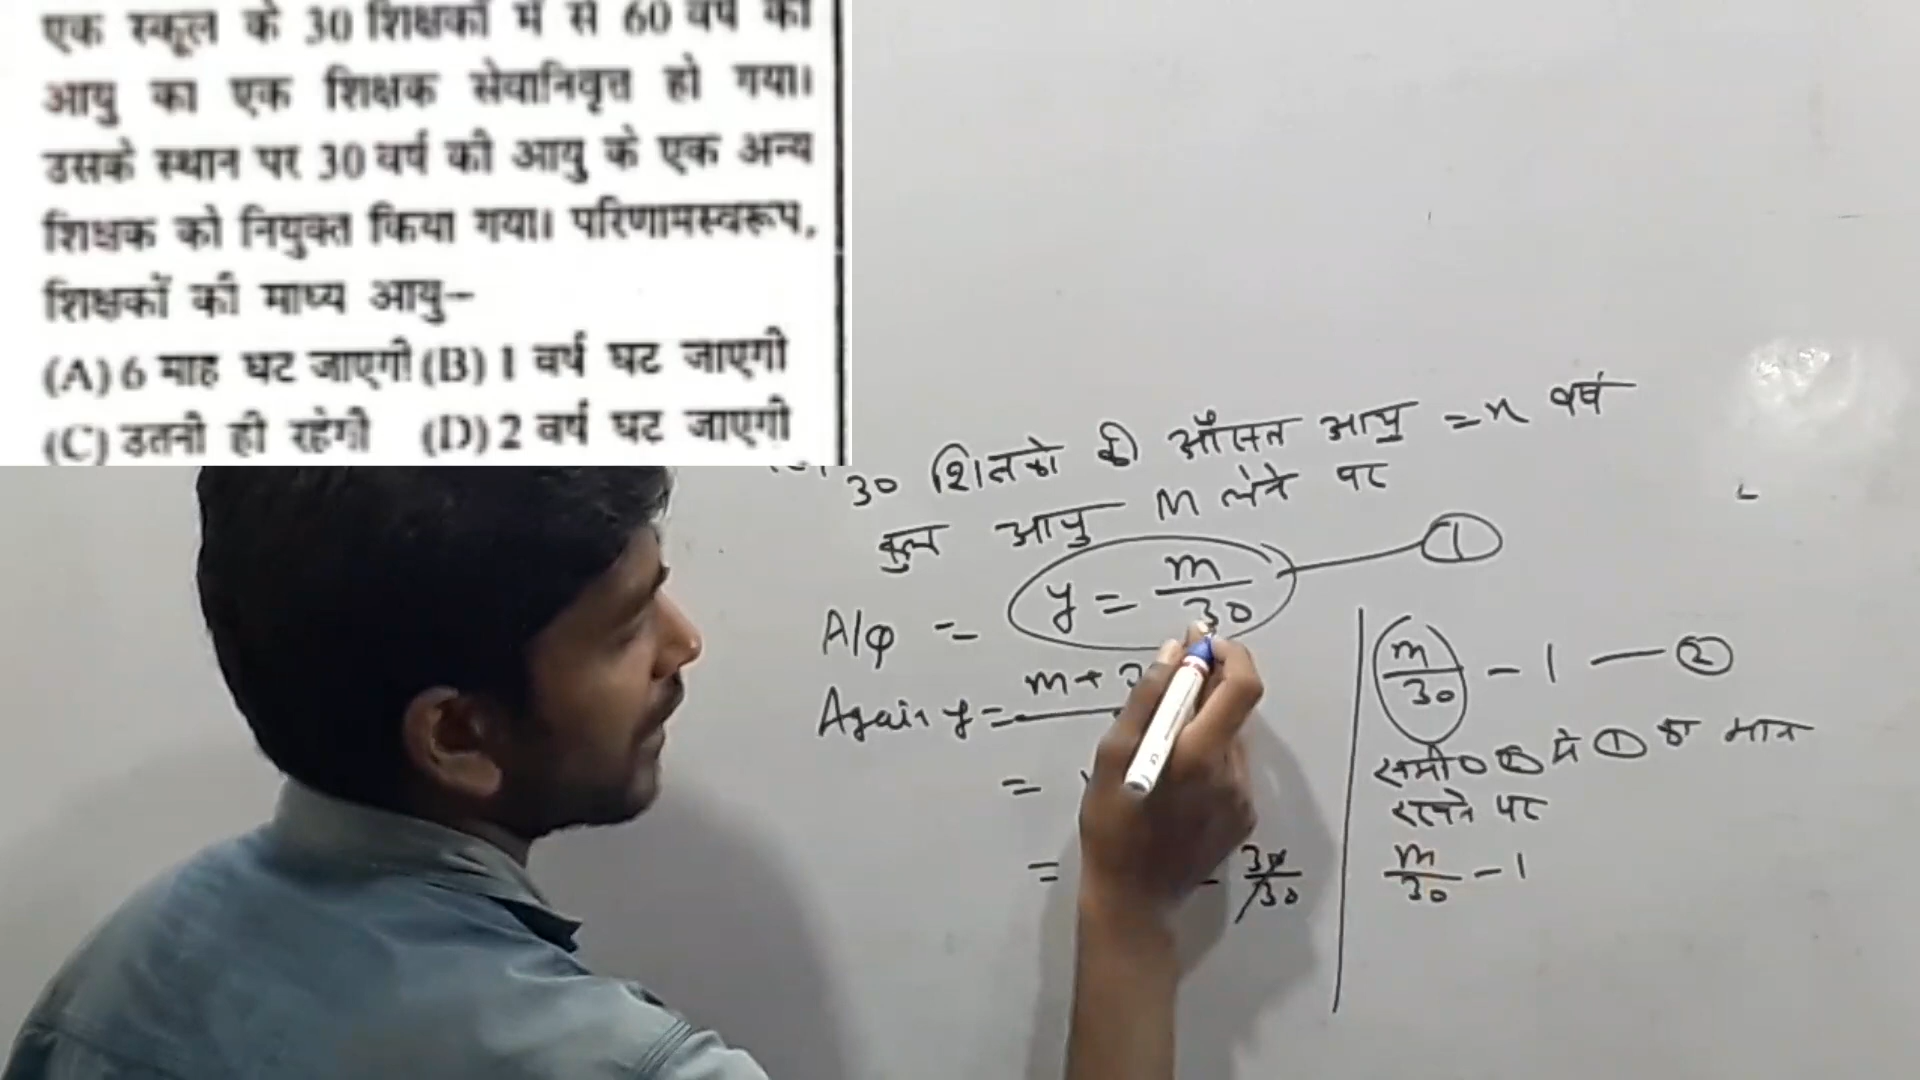 एक स्कूल के 30 शिक्षकों में से 60 वर्ष की
आयु का एक शिक्षक सेवानिवृत्त हो गया।
उसके स्थान पर 30 वर्ष की आयु के एक अन्य
शिक्षक को नियुक्त किया गया। परिणामस्वरूप,
शिक्षकों की माध्य आयु–
(A) 6 माह घट जाएगी (B) 1 वर्ष घट जाएगी
(C) उतनी ही रहेगी (D) 2 वर्ष घट जाएगी
30 की औसत आयु = x वर्ष
कुल आयु m लेने पर
A/Q = y = m/30 — ①
Again y = m +
=
= 30/30
m/30 - 1 — ②
समी० ② में ① का मान
रखने पर
m/30 - 1